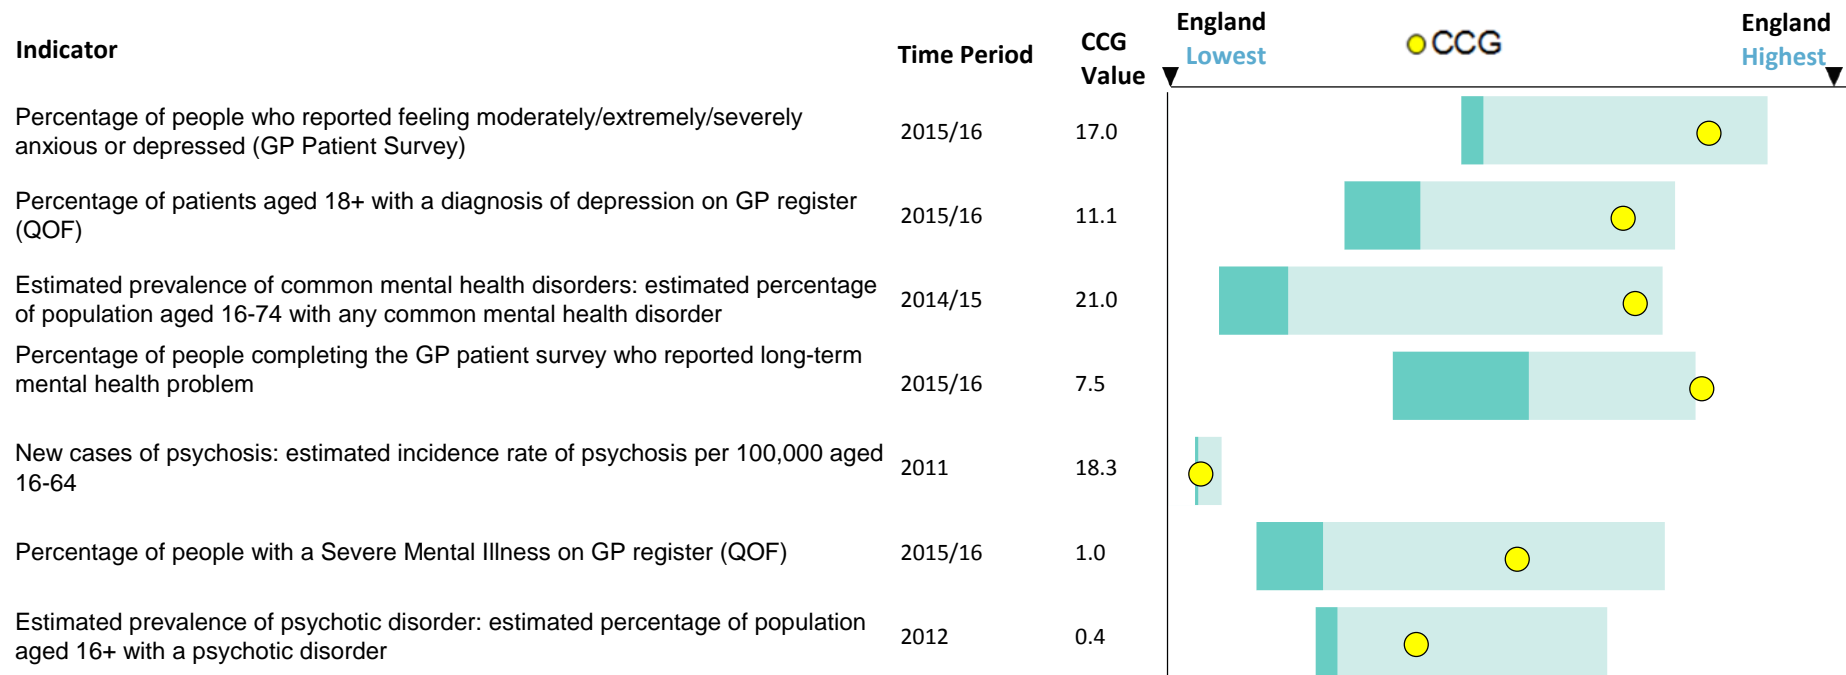 Indicator
Time Period
CCG
Value
England
Lowest
CCG
England
Highest
Percentage of people who reported feeling moderately/extremely/severely
anxious or depressed (GP Patient Survey)
2015/16
17.0
Percentage of patients aged 18+ with a diagnosis of depression on GP register
(QOF)
2015/16
11.1
Estimated prevalence of common mental health disorders: estimated percentage
of population aged 16-74 with any common mental health disorder
2014/15
21.0
Percentage of people completing the GP patient survey who reported long-term
mental health problem
2015/16
7.5
New cases of psychosis: estimated incidence rate of psychosis per 100,000 aged
16-64
2011
18.3
Percentage of people with a Severe Mental Illness on GP register (QOF)
2015/16
1.0
Estimated prevalence of psychotic disorder: estimated percentage of population
aged 16+ with a psychotic disorder
2012
0.4